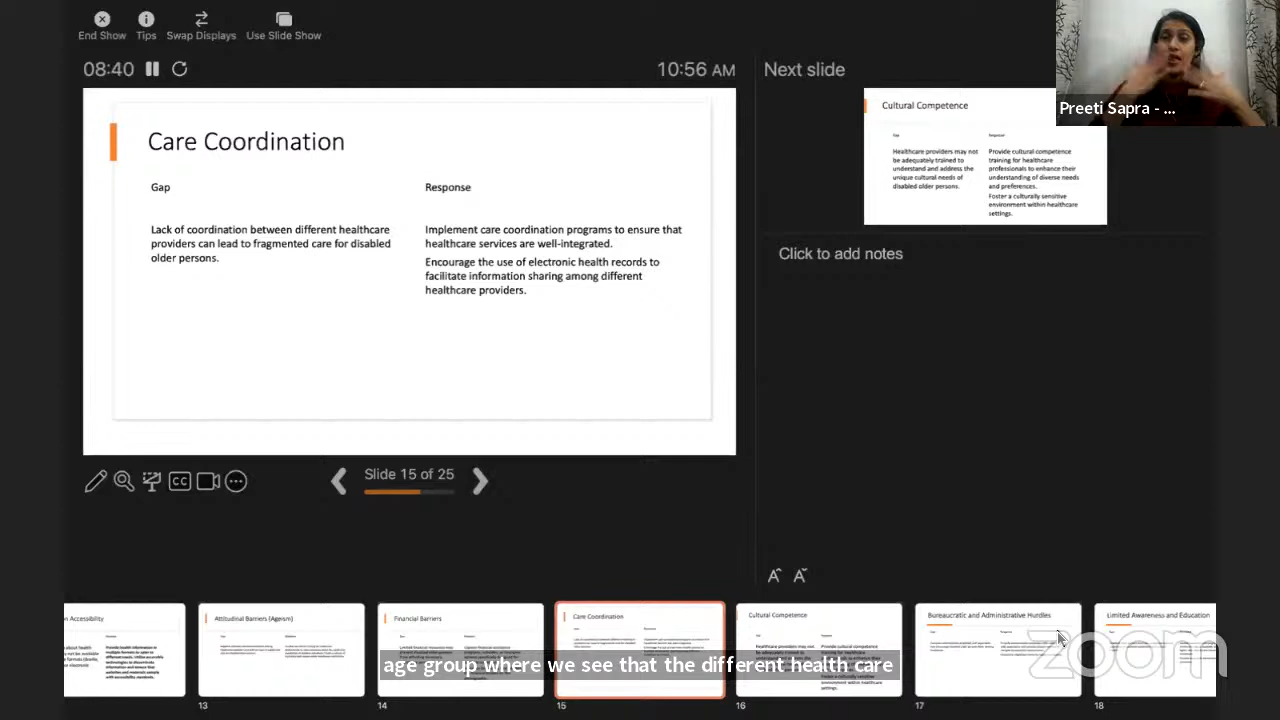 End Show
Tips
Swap Displays
Use Slide Show
08:40
10:56 AM
Next slide
Care Coordination
Gap
Response
Lack of coordination between different healthcare
providers can lead to fragmented care for disabled
older persons.
Implement care coordination programs to ensure that
healthcare services are well-integrated.
Encourage the use of electronic health records to
facilitate information sharing among different
healthcare providers.
Cultural Competence
Gap
Response
Healthcare providers may not
be adequately trained to
understand and address the
unique cultural needs of
disabled older persons.
Provide cultural competence
training for healthcare
professionals to enhance their
understanding of diverse needs
and preferences.
Foster a culturally sensitive
environment within healthcare
settings.
Preeti Sapra - ...
Click to add notes
CC
Slide 15 of 25
n Accessibility
Attitudinal Barriers (Ageism)
Financial Barriers
Care Coordination
Cultural Competence
Bureaucratic and Administrative Hurdles
Limited Awareness and Education
age group where we see that the different health care
zoom
13
14
15
16
17
18